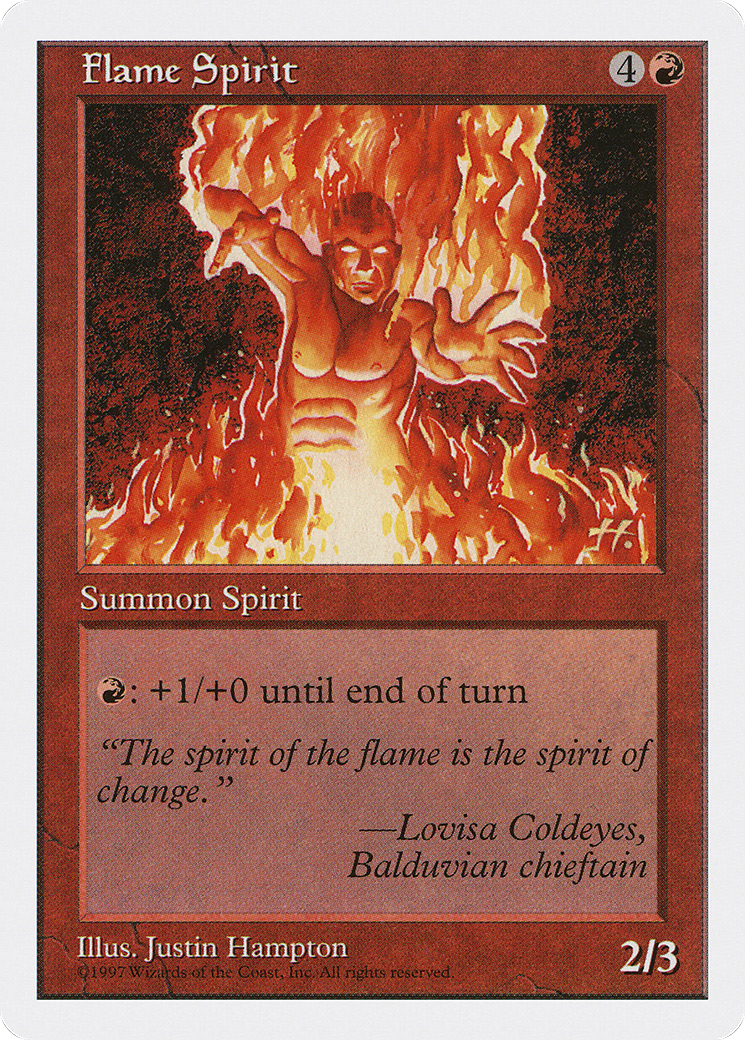 Flame Spirit 4
Summon Spirit
: +1/+0 until end of turn
“The spirit of the flame is the spirit of
change.”
—Lovisa Coldeyes,
Balduvian chieftain
Illus. Justin Hampton
©1997 Wizards of the Coast, Inc. All rights reserved.
2/3